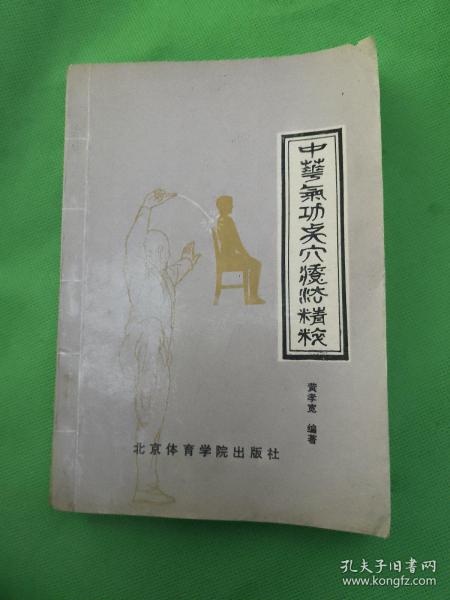 中華氣功点穴療法精粹
黄孝宽 编著
北京体育学院出版社
孔夫子旧书网
www.kongfz.com